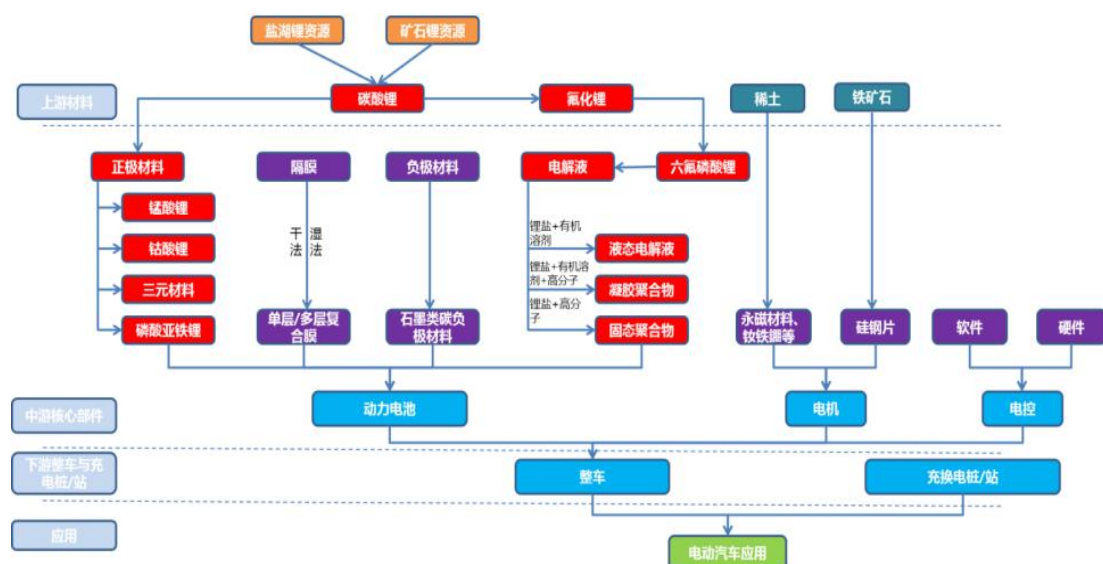 盐湖锂资源
矿石锂资源
上游材料
碳酸锂
氟化锂
稀土
铁矿石
正极材料
隔膜
负极材料
电解液
六氟磷酸锂
锰酸锂
钴酸锂
三元材料
磷酸亚铁锂
干法
湿法
锂盐+有机
溶剂
液态电解液
锂盐+有机溶
剂+高分子
凝胶聚合物
锂盐+高分
子
固态聚合物
单层/多层复
合膜
石墨类碳负
极材料
永磁材料、
钕铁硼等
硅钢片
软件
硬件
中游核心部件
动力电池
电机
电控
下游整车与充
电桩/站
整车
充换电桩/站
应用
电动汽车应用